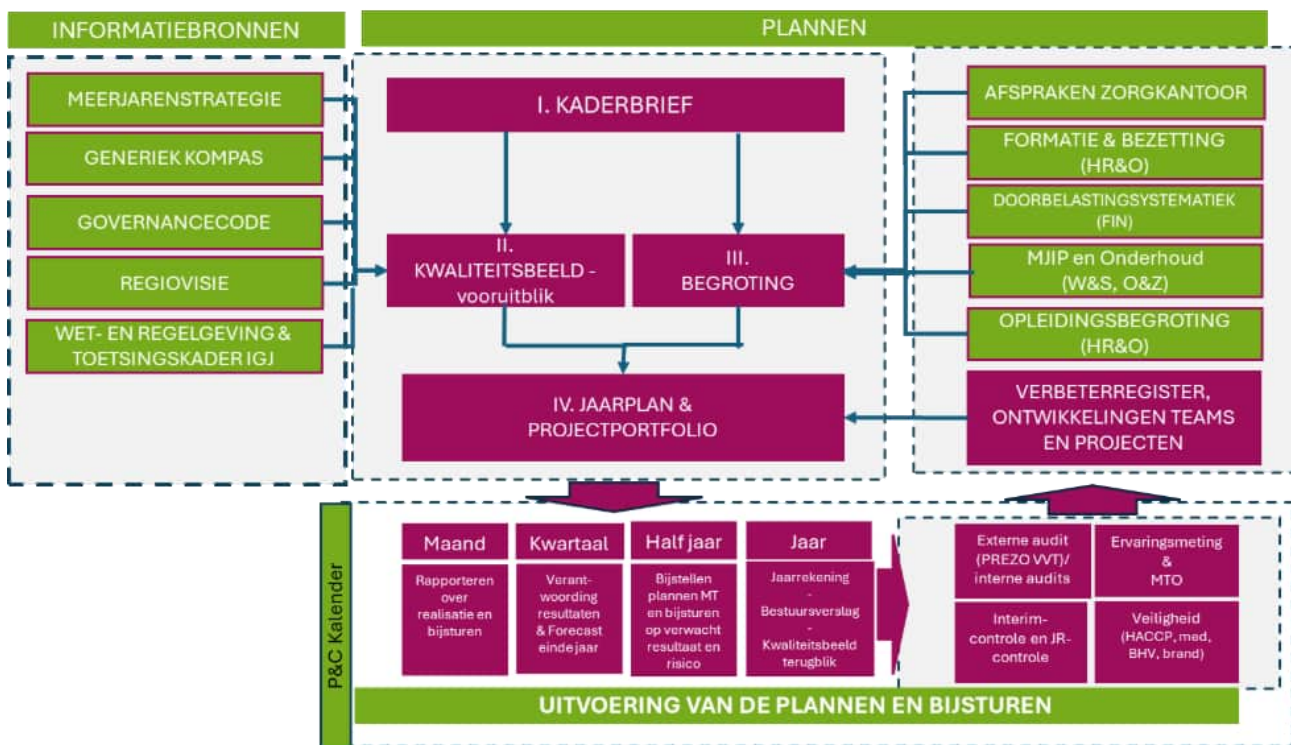 INFORMATIEBRONNEN
PLANNEN
MEERJARENSTRATEGIE
GENERIEK KOMPAS
GOVERNANCECODE
REGIOVISIE
WET- EN REGELGEVING &
TOETSINGSKADER IGJ
I. KADERBRIEF
II.
KWALITEITSBEELD -
vooruitblik
III.
BEGROTING
IV. JAARPLAN &
PROJECTPORTFOLIO
AFSPRAKEN ZORGKANTOOR
FORMATIE & BEZETTING
(HR&O)
DOORBELASTINGSYSTEMATIEK
(FIN)
MJIP en Onderhoud
(W&S, O&Z)
OPLEIDINGSBEGROTING
(HR&O)
VERBETERREGISTER,
ONTWIKKELINGEN TEAMS
EN PROJECTEN
P&C Kalender
Maand
Rapporteren
over
realisatie en
bijsturen
Kwartaal
Verant-
woording
resultaten
& Forecast
einde jaar
Half jaar
Bijstellen
plannen MT
en bijsturen
op verwacht
resultaat en
risico
Jaar
Jaarrekening
-
Bestuursverslag
-
Kwaliteitsbeeld
terugblik
Externe audit
(PREZO VVT)/
interne audits
Ervaringsmeting
&
MTO
Interim-
controle en JR-
controle
Veiligheid
(HACCP, med,
BHV, brand)
UITVOERING VAN DE PLANNEN EN BIJSTUREN